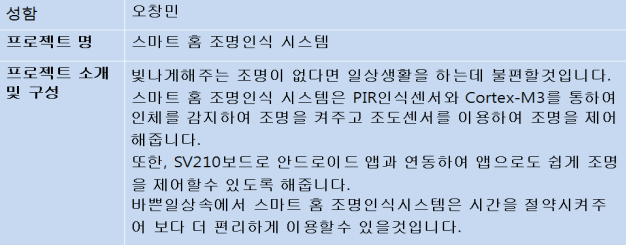 성함 오창민
프로젝트 명 스마트 홈 조명인식 시스템
프로젝트 소개 빛나게해주는 조명이 없다면 일상생활을 하는데 불편할것입니다.
및 구성 스마트 홈 조명인식 시스템은 PIR인식센서와 Cortex-M3를 통하여
인체를 감지하여 조명을 켜주고 조도센서를 이용하여 조명을 제어
해줍니다.
또한, SV210보드로 안드로이드 앱과 연동하여 앱으로도 쉽게 조명
을 제어할수 있도록 해줍니다.
바쁜일상속에서 스마트 홈 조명인식시스템은 시간을 절약시켜주
어 보다 더 편리하게 이용할수 있을것입니다.